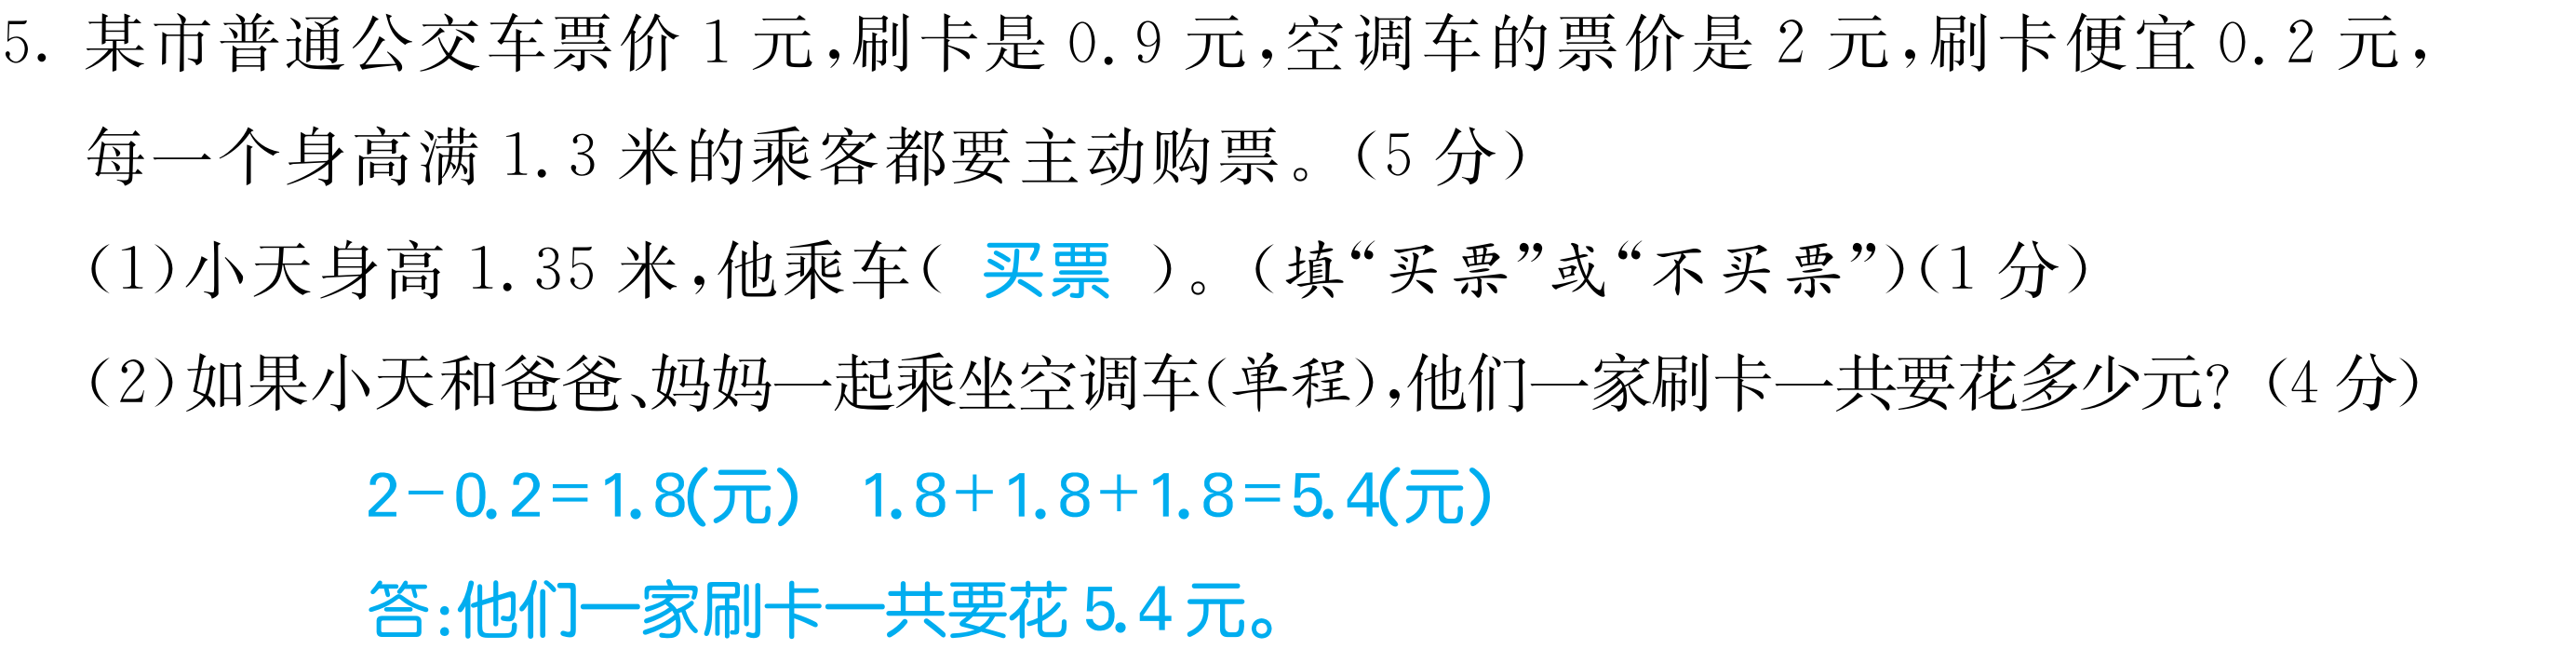 5. 某市普通公交车票价 1 元,刷卡是 0.9 元,空调车的票价是 2 元,刷卡便宜 0.2 元,
每一个身高满 1.3 米的乘客都要主动购票。(5 分)
(1)小天身高 1.35 米,他乘车( 买票 )。(填“买票”或“不买票”)(1 分)
(2)如果小天和爸爸、妈妈一起乘坐空调车(单程),他们一家刷卡一共要花多少元? (4 分)
2-0.2=1.8(元) 1.8+1.8+1.8=5.4(元)
答:他们一家刷卡一共要花 5.4 元。